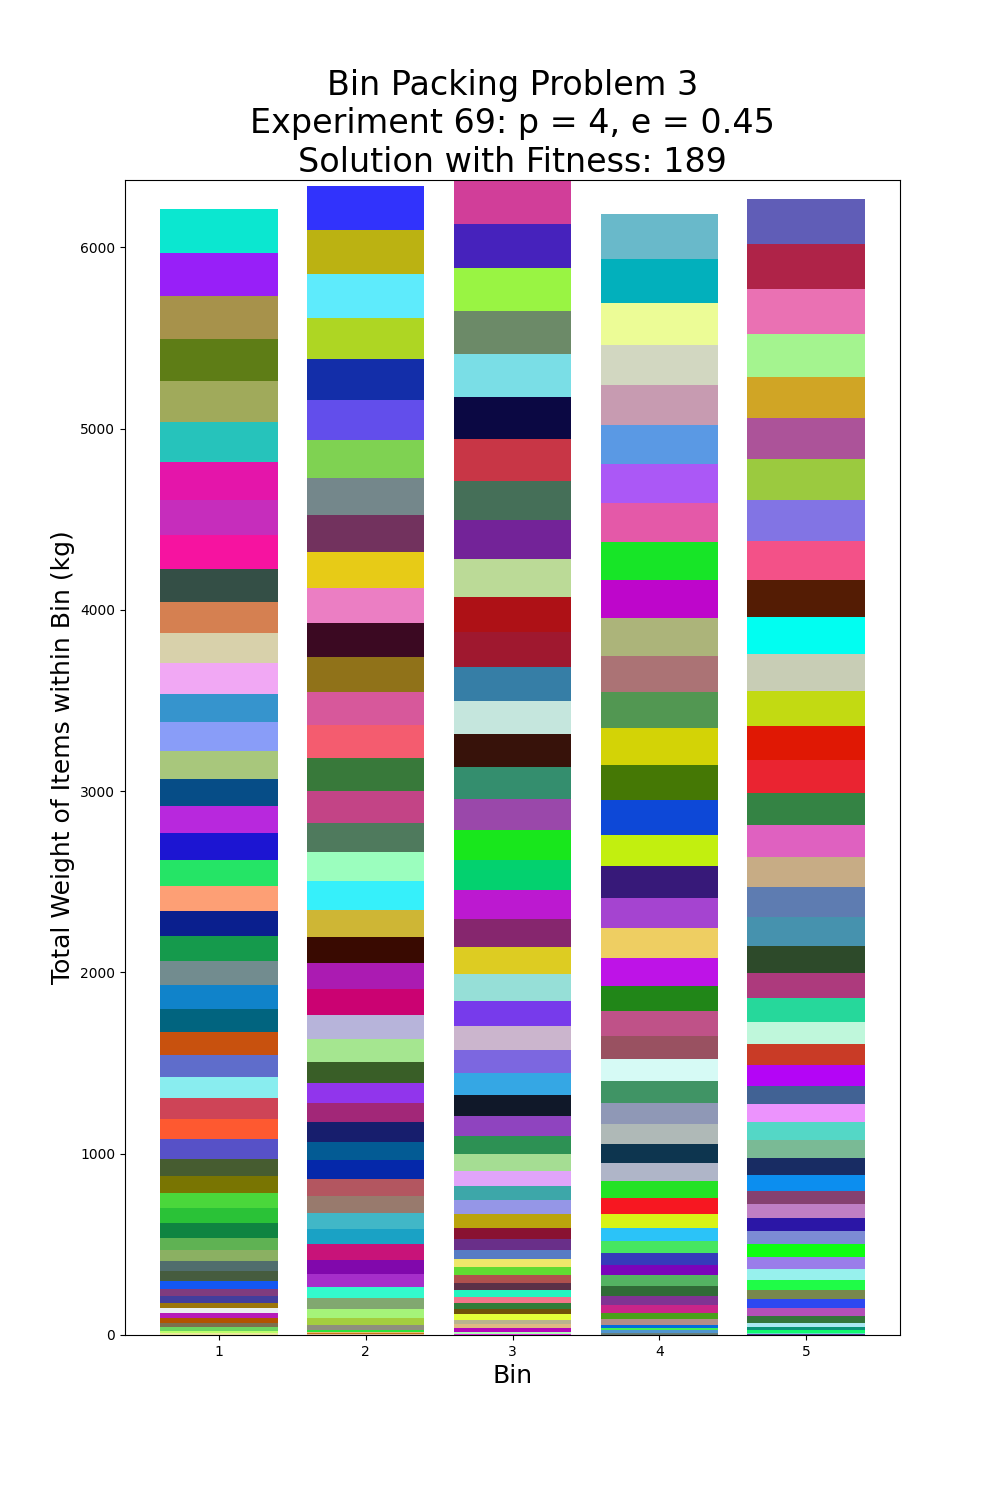 Bin Packing Problem 3
Experiment 69: p = 4, e = 0.45
Solution with Fitness: 189
Total Weight of Items within Bin (kg)
6000
5000
4000
3000
2000
1000
0
1 2 3 4 5
Bin